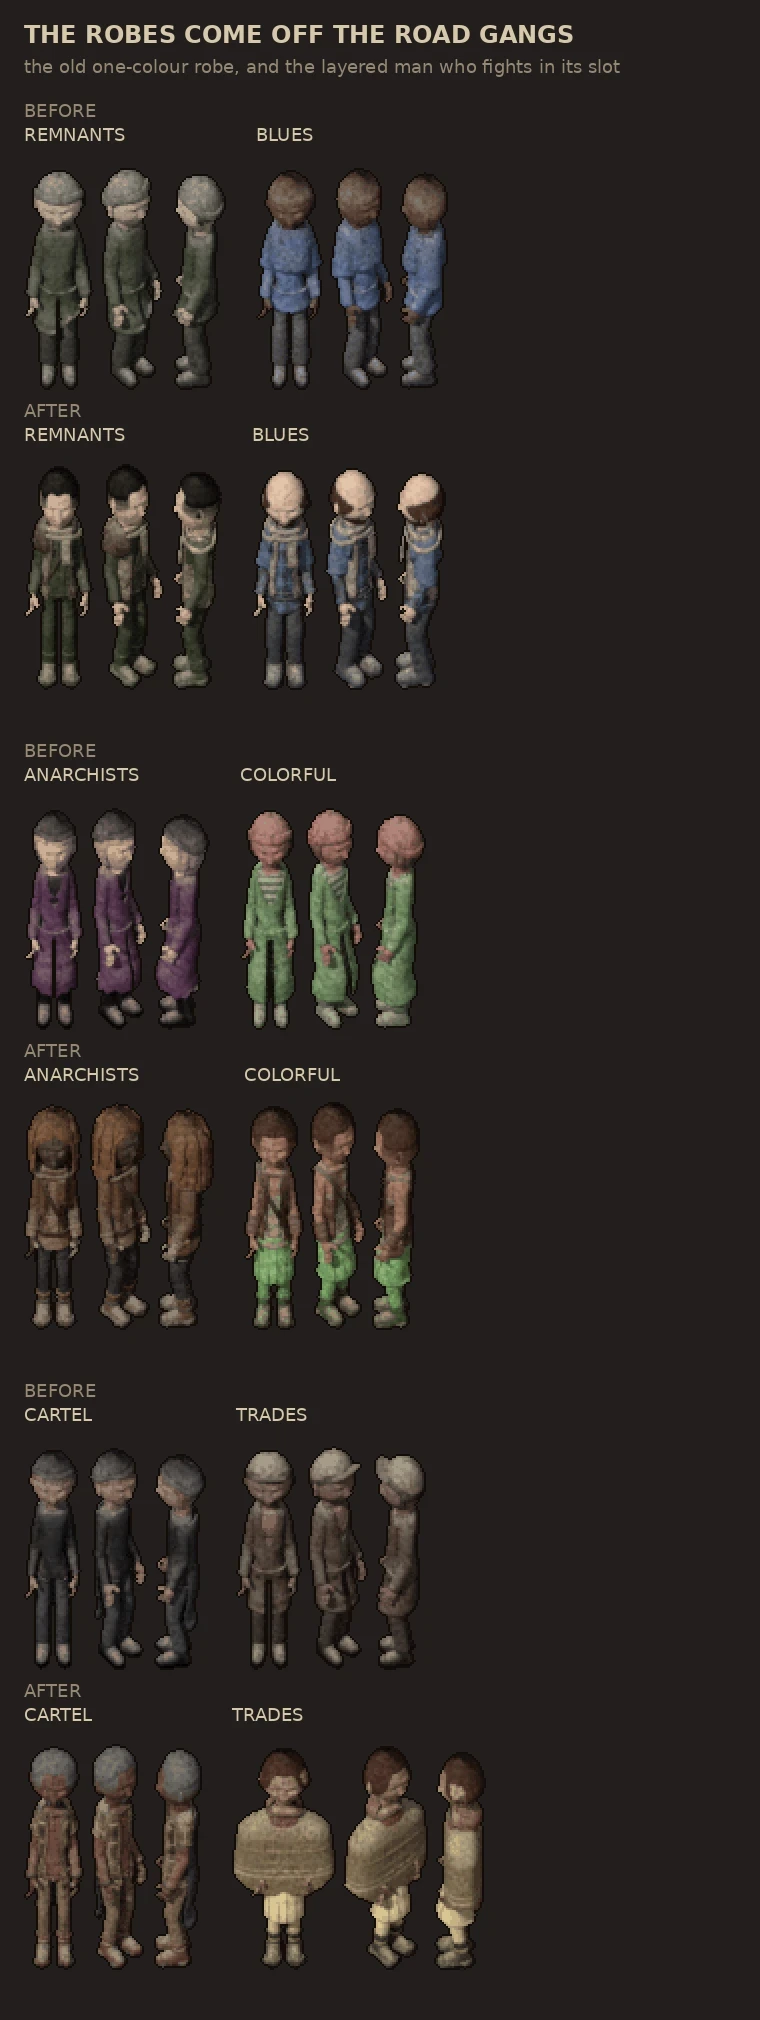 THE ROBES COME OFF THE ROAD GANGS
the old one-colour robe, and the layered man who fights in its slot
BEFORE
REMNANTS
BLUES
AFTER
REMNANTS
BLUES
BEFORE
ANARCHISTS
COLORFUL
AFTER
ANARCHISTS
COLORFUL
BEFORE
CARTEL
TRADES
AFTER
CARTEL
TRADES